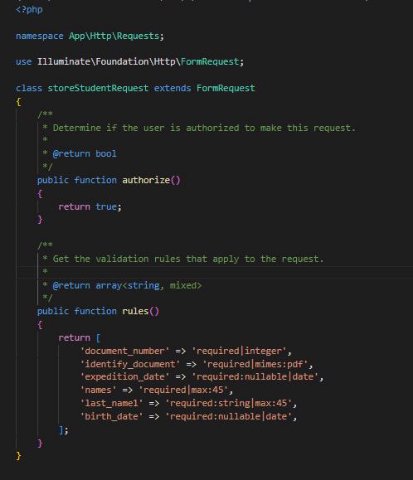 <?php
namespace App\Http\Requests;
use Illuminate\Foundation\Http\FormRequest;
class storeStudentRequest extends FormRequest
{
/**
* Determine if the user is authorized to make this request.
*
* @return bool
*/
public function authorize()
{
return true;
}
/**
* Get the validation rules that apply to the request.
*
* @return array<string, mixed>
*/
public function rules()
{
return [
'document_number' => 'required|integer',
'identify_document' => 'required|mimes:pdf',
'expedition_date' => 'required:nullable|date',
'names' => 'required|max:45',
'last_name1' => 'required:string|max:45',
'birth_date' => 'required:nullable|date',
];
}
}